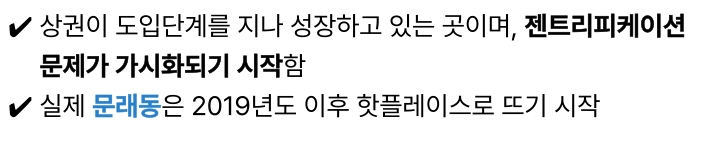 ✔ 상권이 도입단계를 지나 성장하고 있는 곳이며, 젠트리피케이션
문제가 가시화되기 시작함
✔ 실제 문래동은 2019년도 이후 핫플레이스로 뜨기 시작